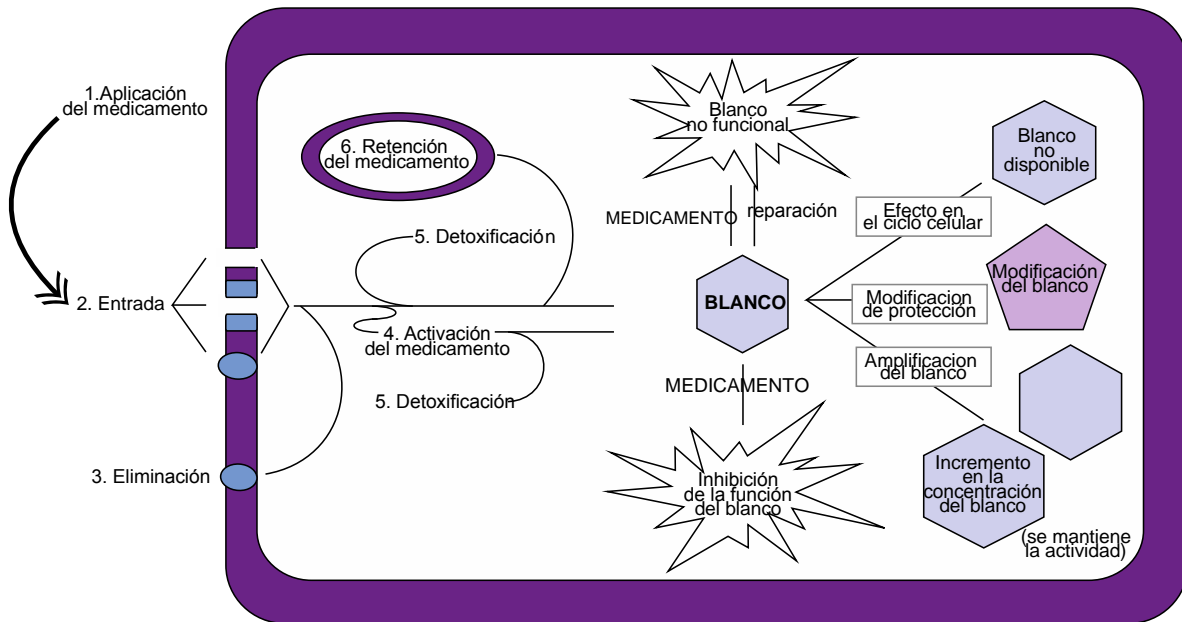 1.Aplicación
del medicamento
2. Entrada
3. Eliminación
6. Retención
del medicamento
5. Detoxificación
4. Activación
del medicamento
5. Detoxificación
Blanco
no funcional
MEDICAMENTO
reparación
BLANCO
MEDICAMENTO
Inhibición
de la función
del blanco
Efecto en
el ciclo celular
Modificacion
de protección
Amplificacion
del blanco
Blanco
no
disponible
Modificación
del blanco
Incremento
en la
concentración
del blanco
(se mantiene
la actividad)